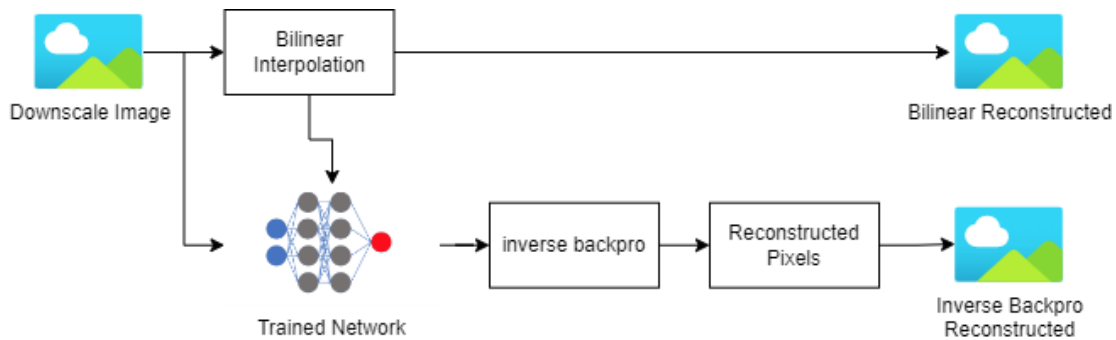 Bilinear
Interpolation
Downscale Image
Bilinear Reconstructed
inverse backpro
Reconstructed
Pixels
Trained Network
Inverse Backpro
Reconstructed